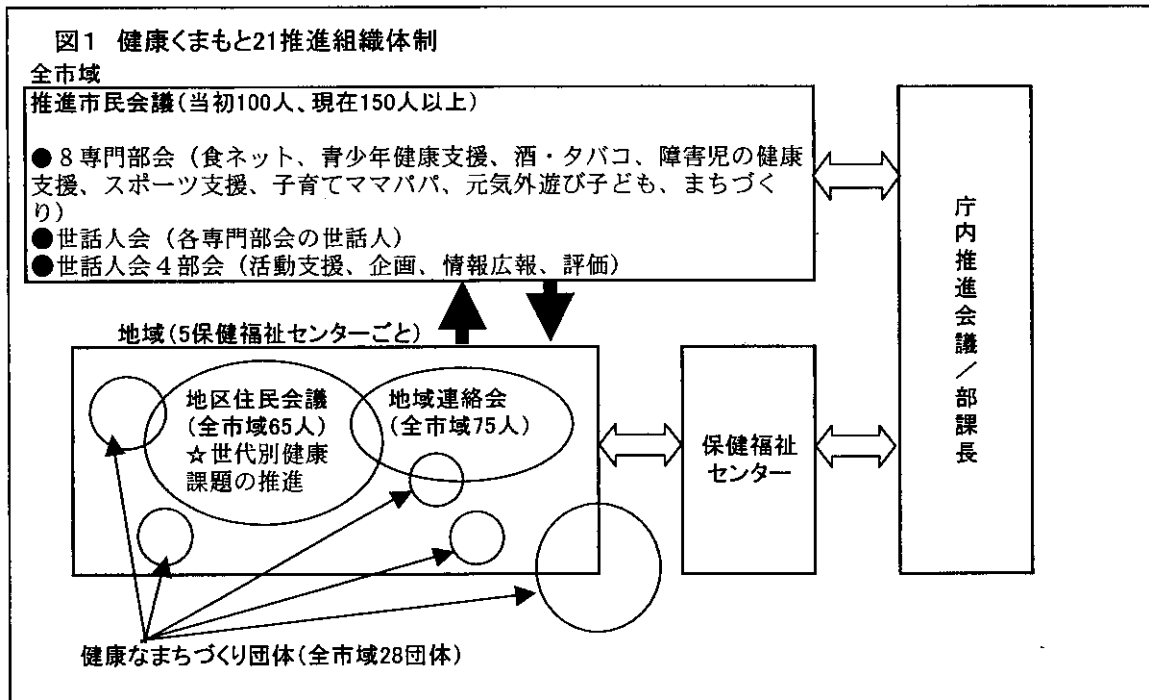 図1 健康くまもと21推進組織体制
全市域
推進市民会議(当初100人、現在150人以上)
●8専門部会(食ネット、青少年健康支援、酒・タバコ、障害児の健康
支援、スポーツ支援、子育てママパパ、元気外遊び子ども、まちづく
り)
●世話人会(各専門部会の世話人)
●世話人会4部会(活動支援、企画、情報広報、評価)
庁内推進会議/部課長
地域(5保健福祉センターごと)
地区住民会議
(全市域65人)
☆世代別健康
課題の推進
地域連絡会
(全市域75人)
保健福祉
センター
健康なまちづくり団体(全市域28団体)